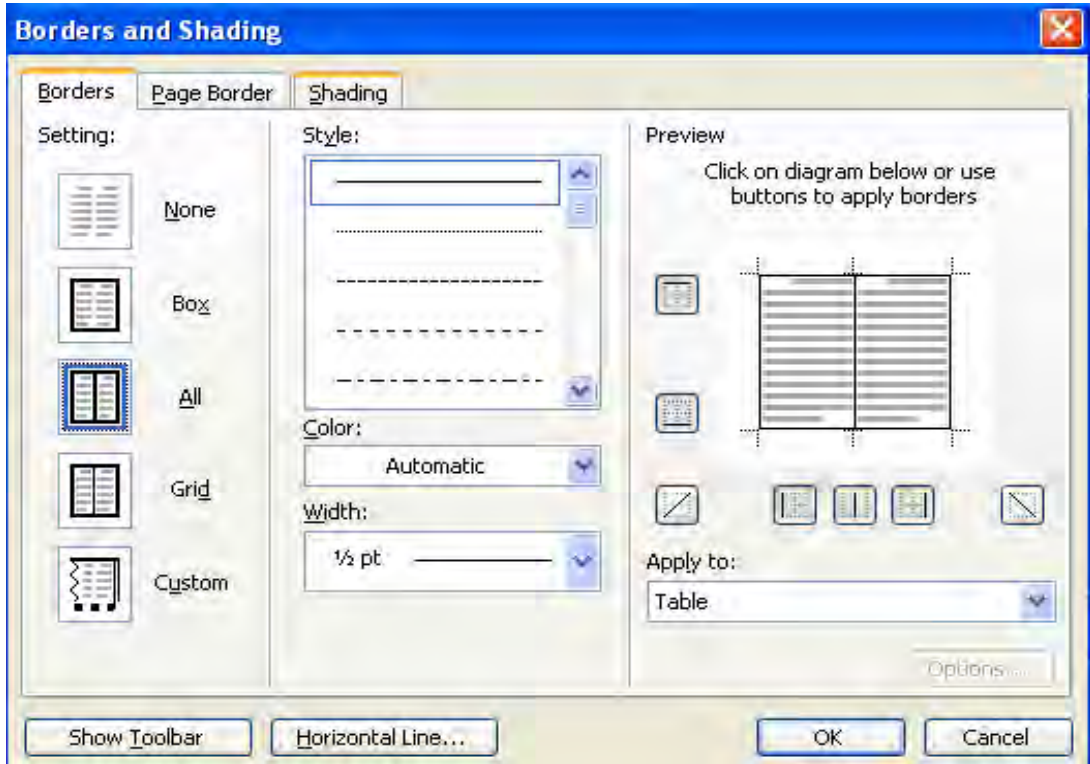 Borders and Shading
Borders
Page Border
Shading
Setting:
None
Box
All
Grid
Custom
Style:
Color:
Automatic
Width:
½ pt
Preview
Click on diagram below or use
buttons to apply borders
Apply to:
Table
Options...
Show Toolbar
Horizontal Line...
OK
Cancel